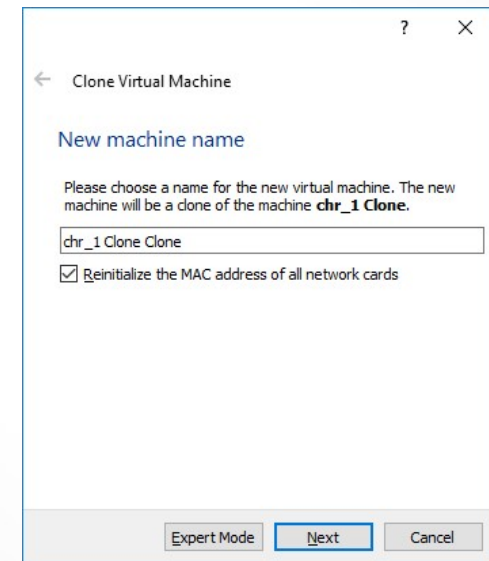 ?
Clone Virtual Machine
New machine name
Please choose a name for the new virtual machine. The new
machine will be a clone of the machine chr_1 Clone.
chr_1 Clone Clone
Reinitialize the MAC address of all network cards
Expert Mode Next Cancel